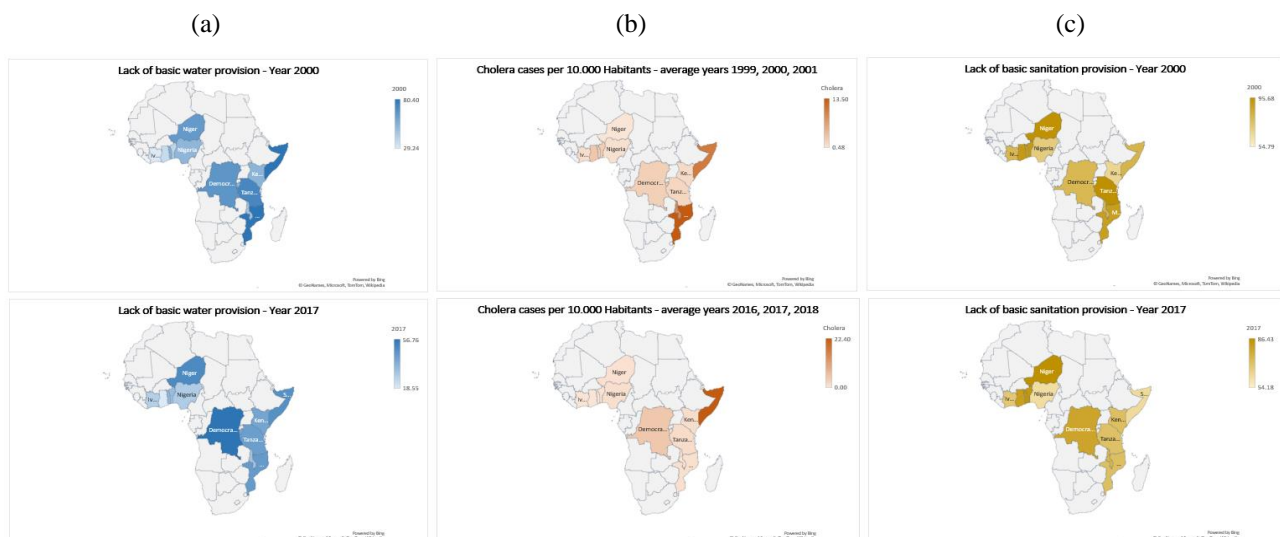 (a)
(b)
(c)
Lack of basic water provision - Year 2000
2000
80.40
29.24
Niger
Nigeria
Iv...
Ke...
Democr...
Tanz...
...
Powered by Bing
© GeoNames, Microsoft, TomTom, Wikipedia
Cholera cases per 10.000 Habitants - average years 1999, 2000, 2001
Cholera
13.50
0.48
Niger
Nigeria
Iv...
Ke...
Democr...
Tanz...
...
Powered by Bing
© GeoNames, Microsoft, TomTom, Wikipedia
Lack of basic sanitation provision - Year 2000
2000
95.68
54.79
Niger
Nigeria
Iv...
Ke...
Democr...
Tanz...
M.
Powered by Bing
© GeoNames, Microsoft, TomTom, Wikipedia
Lack of basic water provision - Year 2017
2017
56.76
18.55
Niger
Nigeria
Iv...
S...
Ken...
Democra...
Tanza...
...
Powered by Bing
Cholera cases per 10.000 Habitants - average years 2016, 2017, 2018
Cholera
22.40
0.00
Niger
Nigeria
Iv...
Ken...
Democra...
Tanza...
Powered by Bing
Lack of basic sanitation provision - Year 2017
2017
86.43
54.18
Niger
Nigeria
Iv...
S...
Ken...
Democra...
Tanza...
...
Powered by Bing